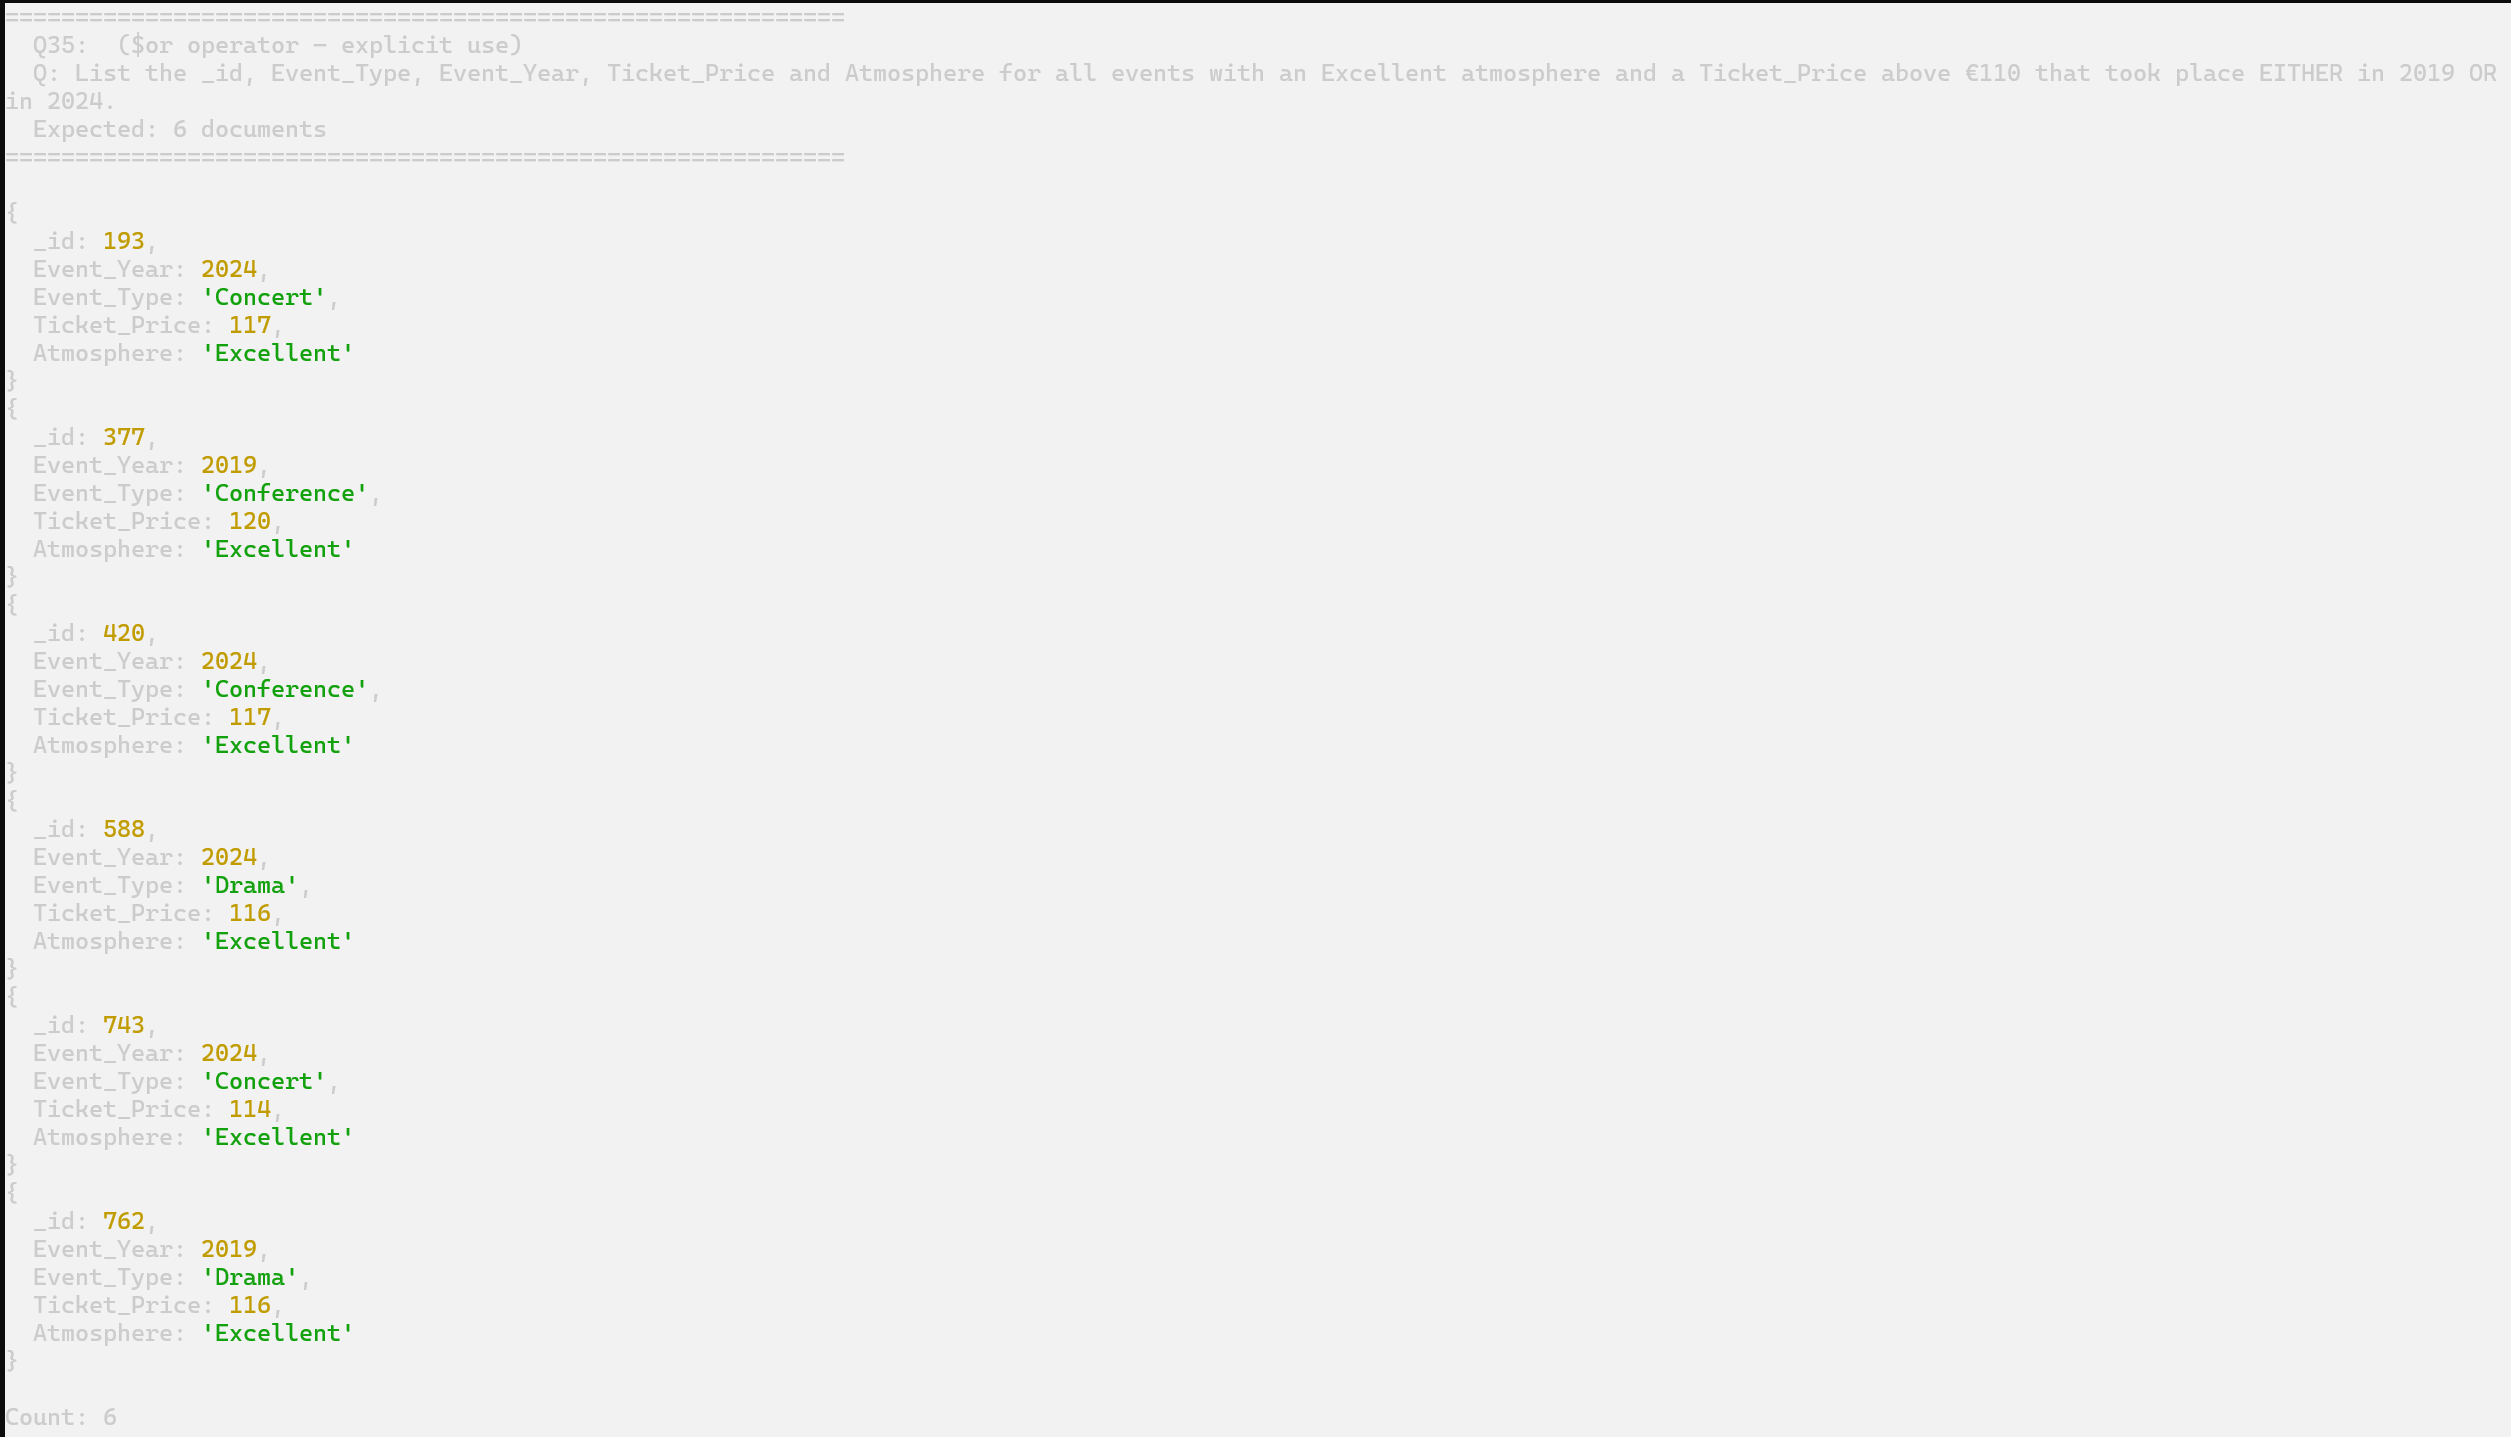 ============================================================
  Q35:  ($or operator — explicit use)
  Q: List the _id, Event_Type, Event_Year, Ticket_Price and Atmosphere for all events with an Excellent atmosphere and a Ticket_Price above €110 that took place EITHER in 2019 OR
in 2024.
  Expected: 6 documents
============================================================
{
  _id: 193,
  Event_Year: 2024,
  Event_Type: 'Concert',
  Ticket_Price: 117,
  Atmosphere: 'Excellent'
}
{
  _id: 377,
  Event_Year: 2019,
  Event_Type: 'Conference',
  Ticket_Price: 120,
  Atmosphere: 'Excellent'
}
{
  _id: 420,
  Event_Year: 2024,
  Event_Type: 'Conference',
  Ticket_Price: 117,
  Atmosphere: 'Excellent'
}
{
  _id: 588,
  Event_Year: 2024,
  Event_Type: 'Drama',
  Ticket_Price: 116,
  Atmosphere: 'Excellent'
}
{
  _id: 743,
  Event_Year: 2024,
  Event_Type: 'Concert',
  Ticket_Price: 114,
  Atmosphere: 'Excellent'
}
{
  _id: 762,
  Event_Year: 2019,
  Event_Type: 'Drama',
  Ticket_Price: 116,
  Atmosphere: 'Excellent'
}
Count: 6